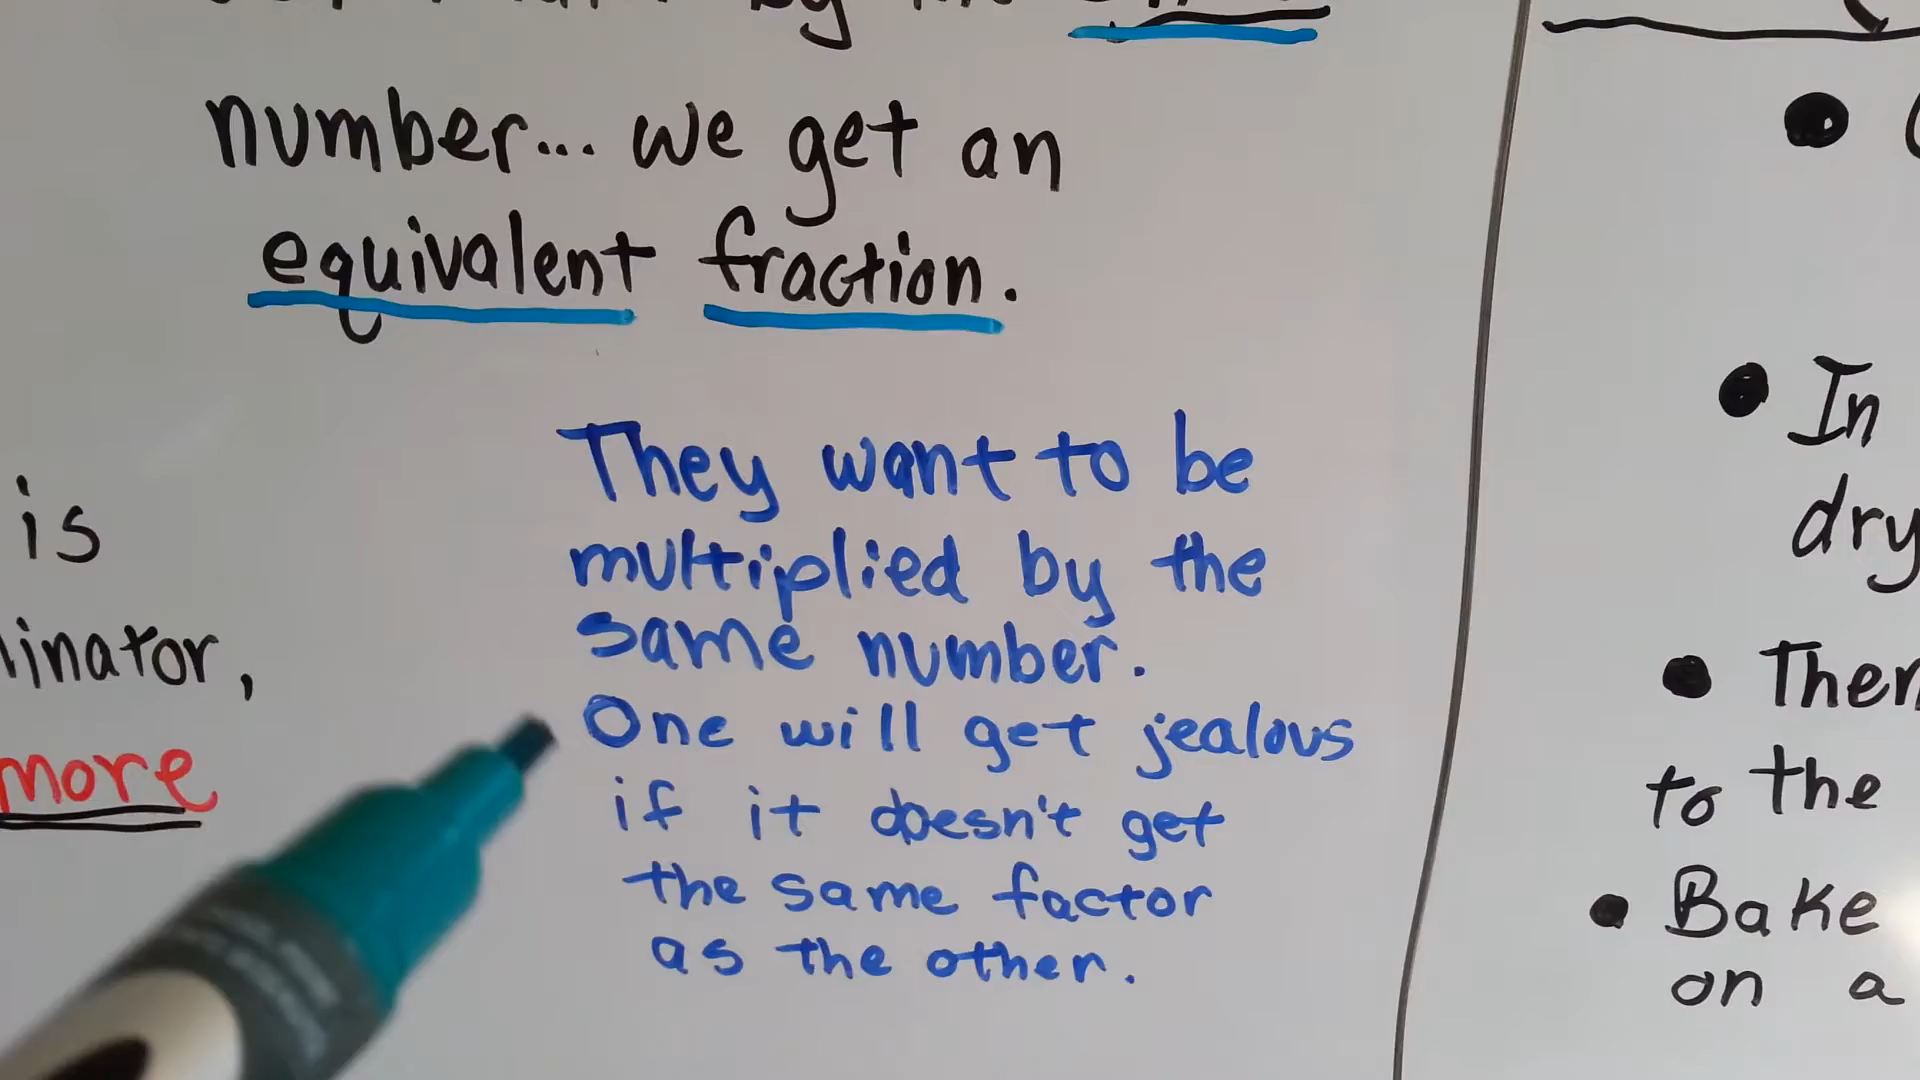 by the
number... we get an
equivalent fraction.
They want to be
multiplied by the
same number.
One will get jealous
if it doesn't get
the same factor
as the other.
is
inator,
more
In
dry
Then
to the
Bake
on a